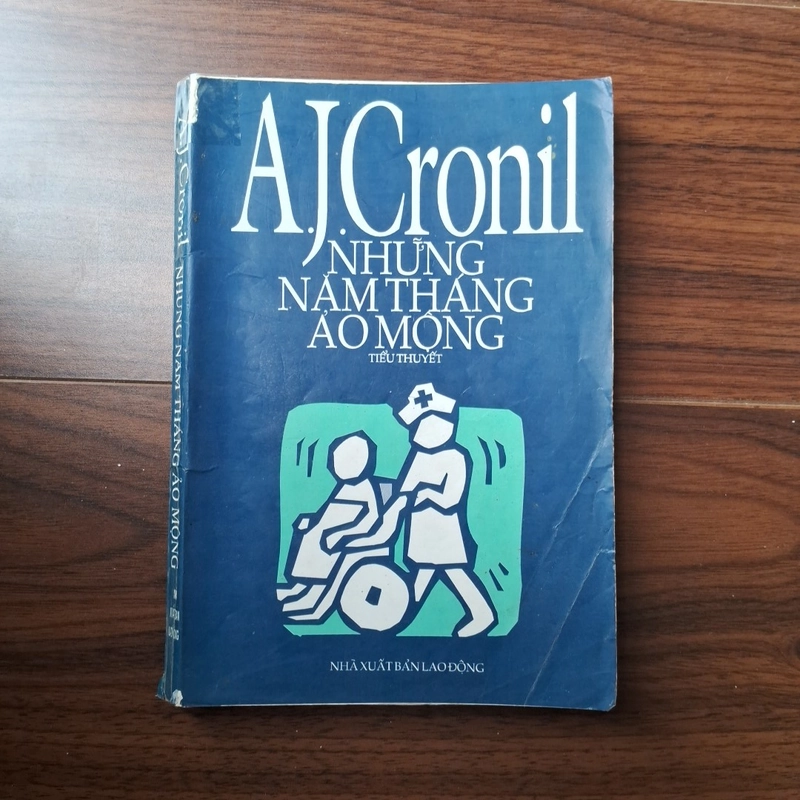 A.J.Cronil
NHỮNG
NĂM THÁNG
ẢO MỘNG
TIỂU THUYẾT
NHÀ XUẤT BẢN LAO ĐỘNG
A.J.Cronil NHỮNG NĂM THÁNG ẢO MỘNG